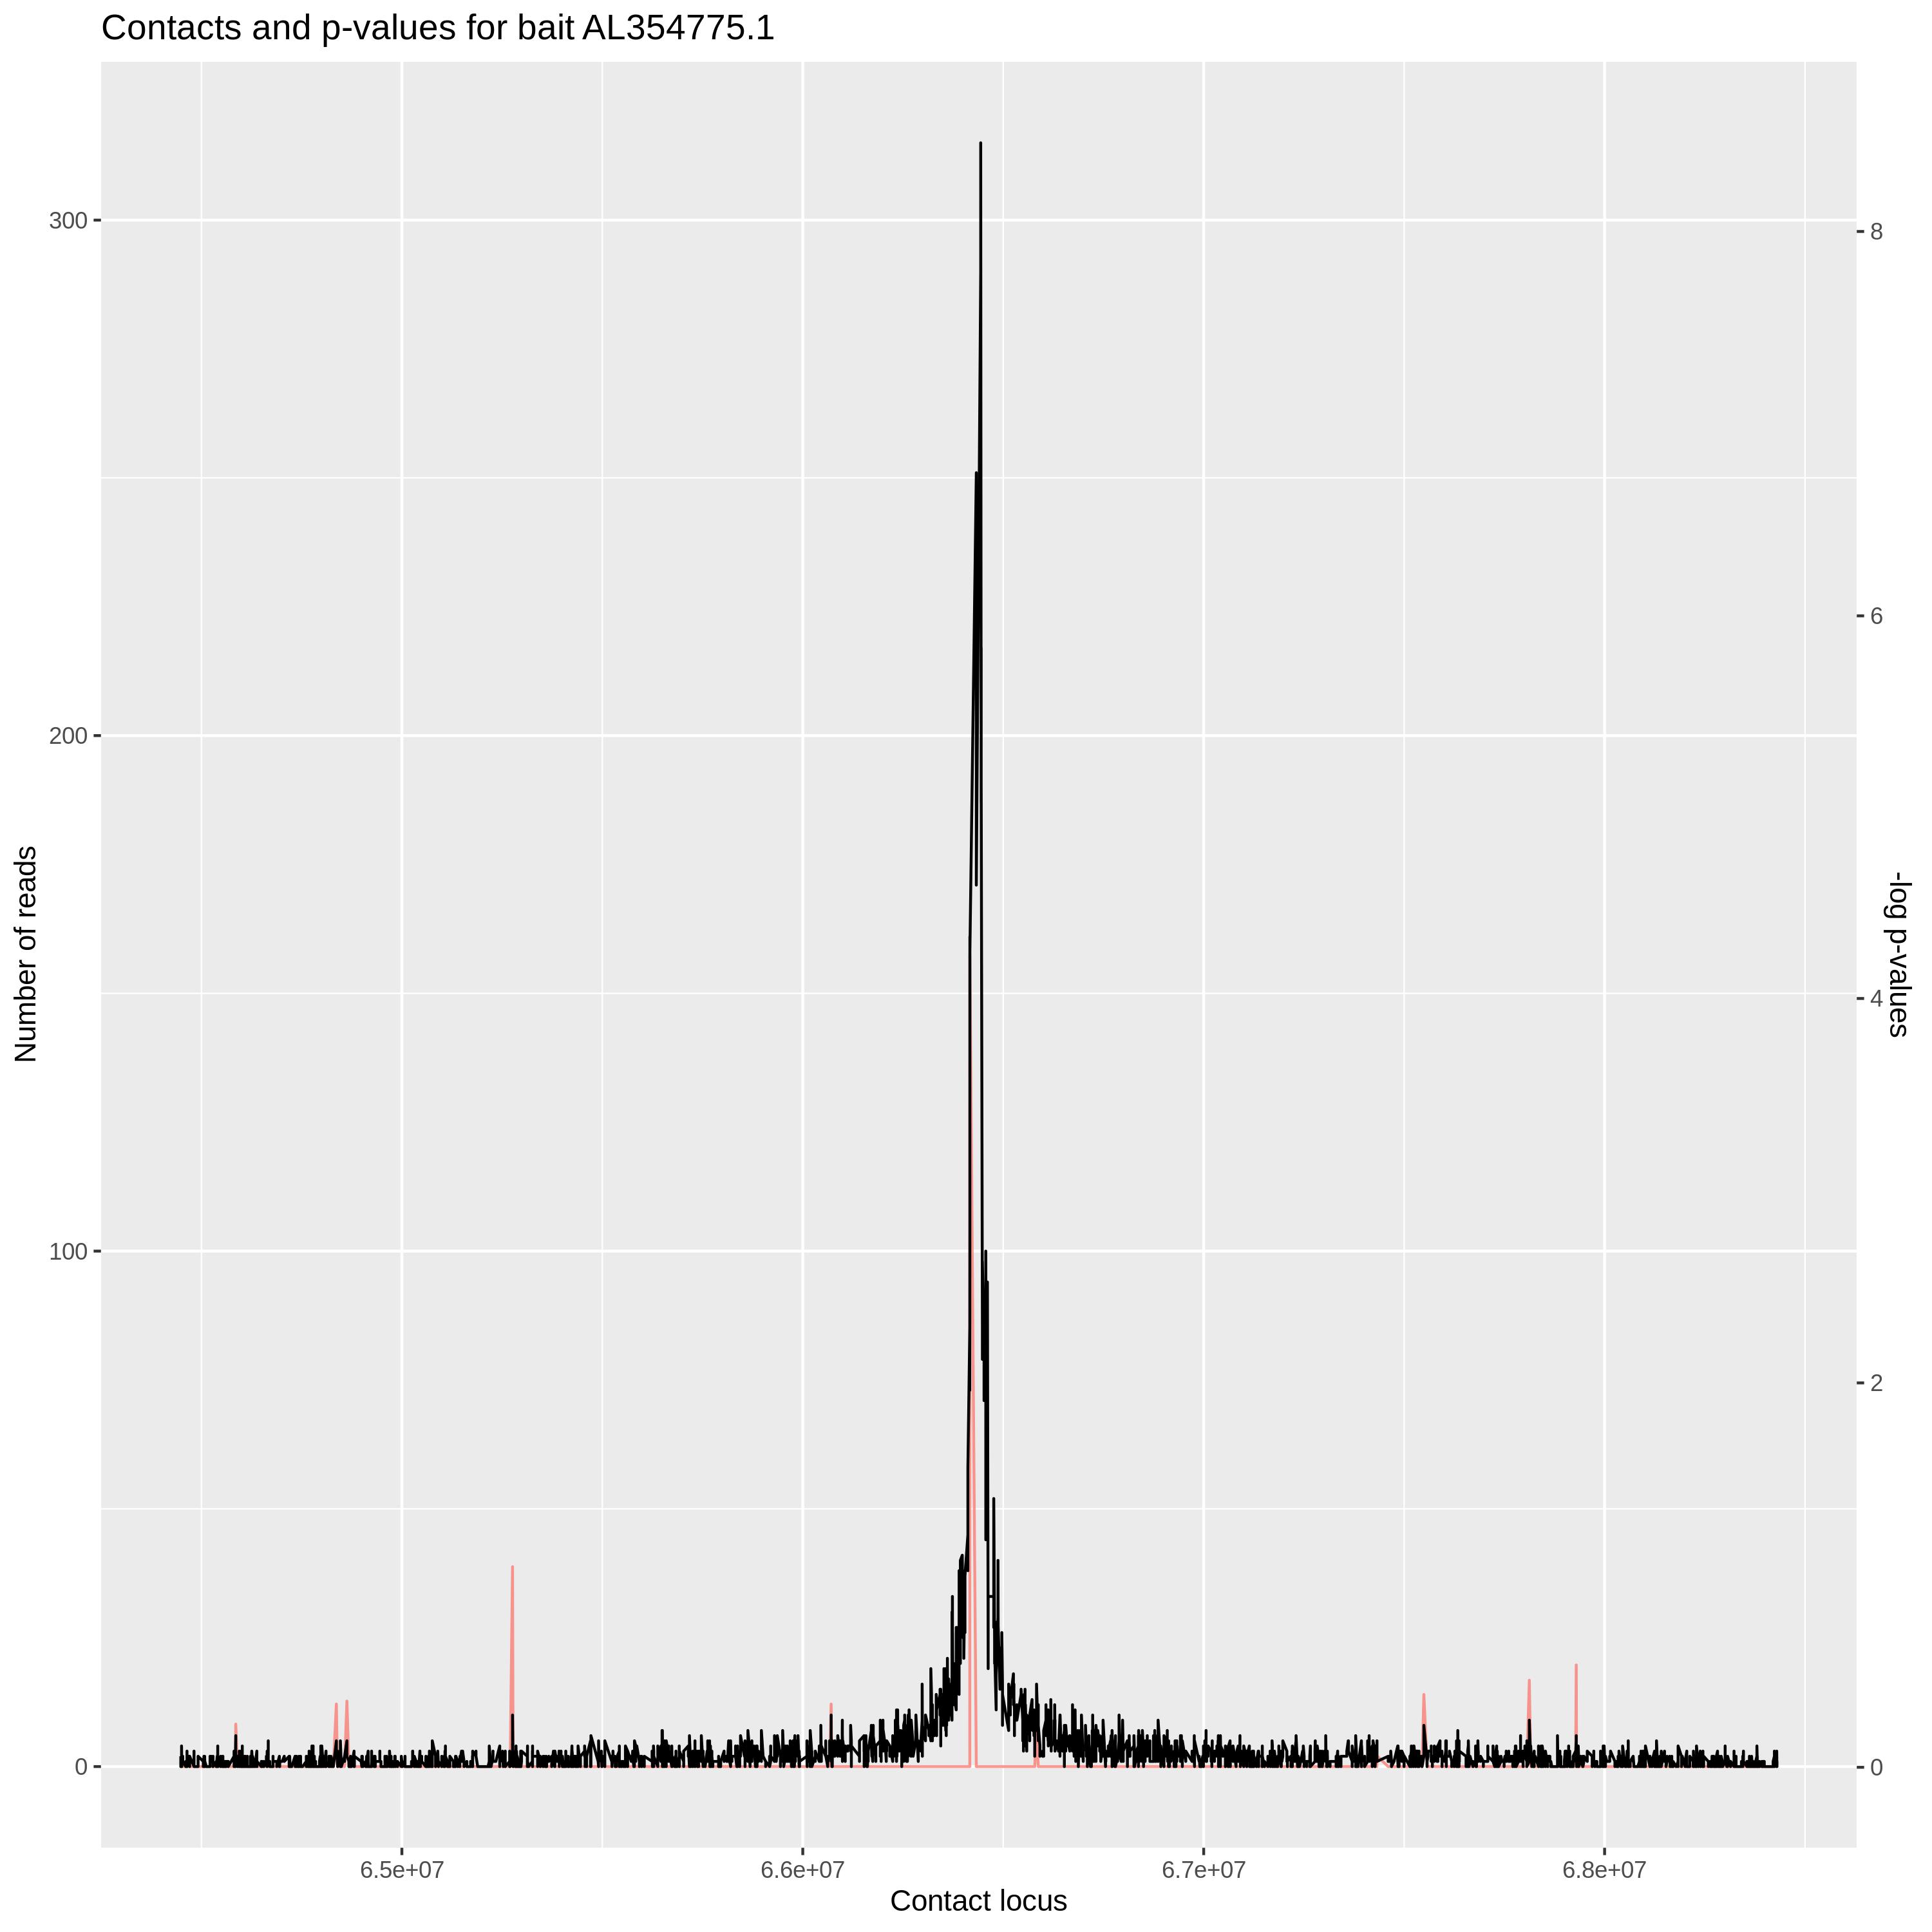 Contacts and p-values for bait AL354775.1
300
200
100
0
8
6
4
2
0
Number of reads
-log p-values
6.5e+07 6.6e+07 6.7e+07 6.8e+07
Contact locus